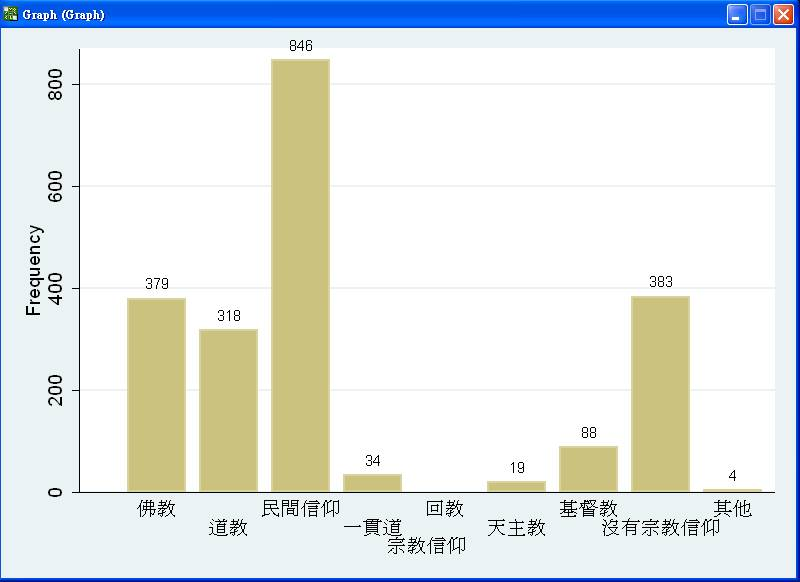 Graph (Graph)
Frequency
800
600
400
200
0
379
318
846
34
19
88
383
4
佛教
道教
民間信仰
一貫道
回教
天主教
基督教
沒有宗教信仰
其他
宗教信仰